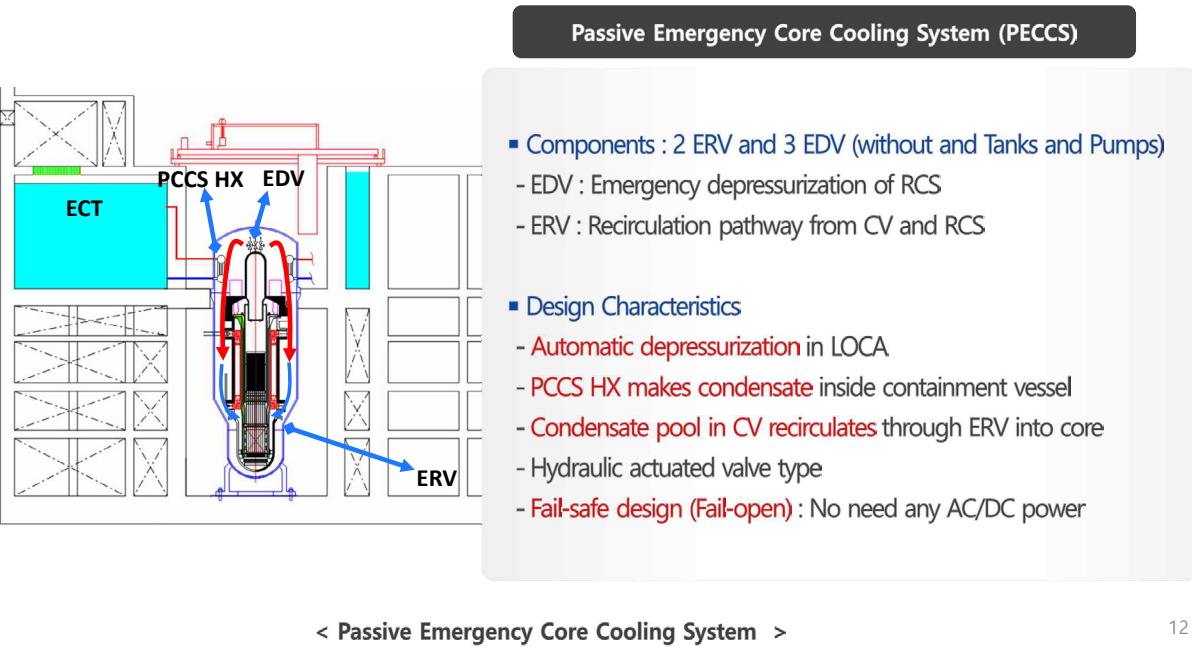 Passive Emergency Core Cooling System (PECCS)
PCCS HX
EDV
ECT
ERV
▪ Components : 2 ERV and 3 EDV (without and Tanks and Pumps)
- EDV : Emergency depressurization of RCS
- ERV : Recirculation pathway from CV and RCS
▪ Design Characteristics
- Automatic depressurization in LOCA
- PCCS HX makes condensate inside containment vessel
- Condensate pool in CV recirculates through ERV into core
- Hydraulic actuated valve type
- Fail-safe design (Fail-open) : No need any AC/DC power
< Passive Emergency Core Cooling System >
12